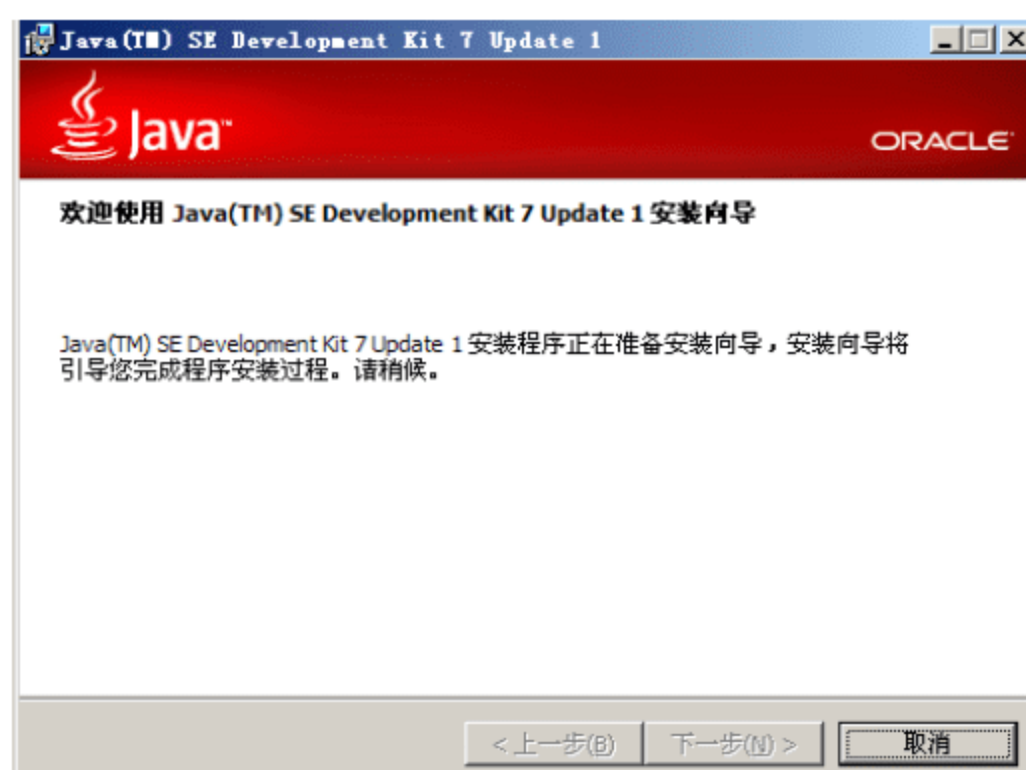 Java(TM) SE Development Kit 7 Update 1
Java™
ORACLE
欢迎使用 Java(TM) SE Development Kit 7 Update 1 安装向导
Java(TM) SE Development Kit 7 Update 1 安装程序正在准备安装向导，安装向导将
引导您完成程序安装过程。请稍候。
<上一步(B) 下一步(N) > 取消